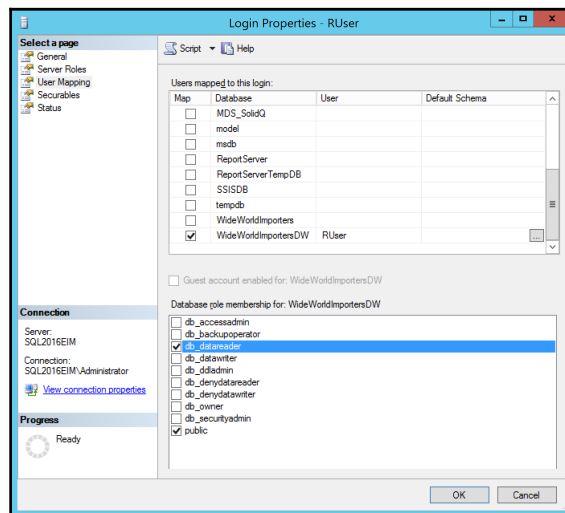 Login Properties - RUser
Select a page
General
Server Roles
User Mapping
Securables
Status
Script Help
Users mapped to this login:
Map Database User Default Schema
MDS_SolidQ
model
msdb
ReportServer
ReportServerTempDB
SSISDB
tempdb
WideWorldImporters
WideWorldImportersDW RUser ...
Guest account enabled for: WideWorldImportersDW
Database role membership for: WideWorldImportersDW
db_accessadmin
db_backupoperator
db_datareader
db_datawriter
db_ddladmin
db_denydatareader
db_denydatawriter
db_owner
db_securityadmin
public
Connection
Server:
SQL2016EIM
Connection:
SQL2016EIM\Administrator
View connection properties
Progress
Ready
OK Cancel